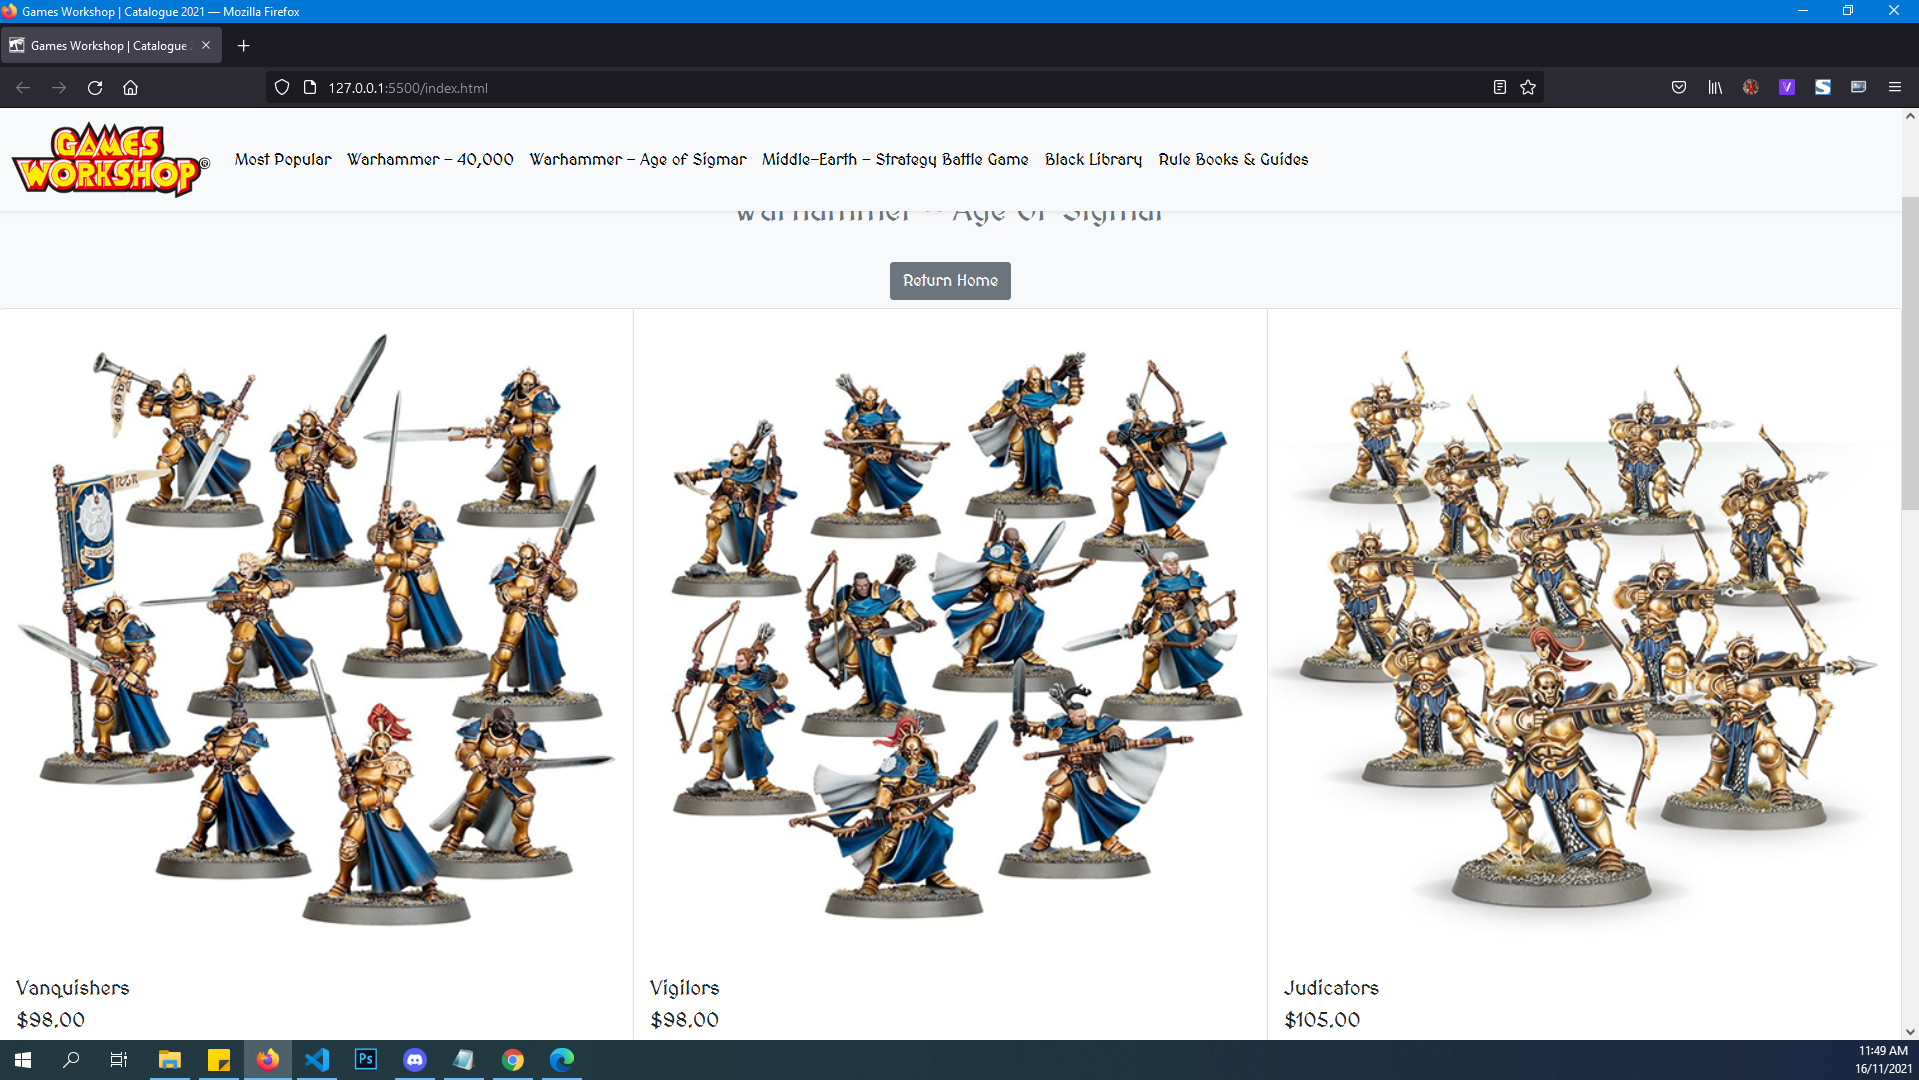 Games Workshop | Catalogue 2021 — Mozilla Firefox
Games Workshop | Catalogue
127.0.0.1:5500/index.html
GAMES WORKSHOP®
Most Popular Warhammer - 40,000 Warhammer - Age of Sigmar Middle-Earth - Strategy Battle Game Black Library Rule Books & Guides
Warhammer - Age of Sigmar
Return Home
Vanquishers
$98.00
Vigilors
$98.00
Judicators
$105.00
Ps
11:49 AM
16/11/2021